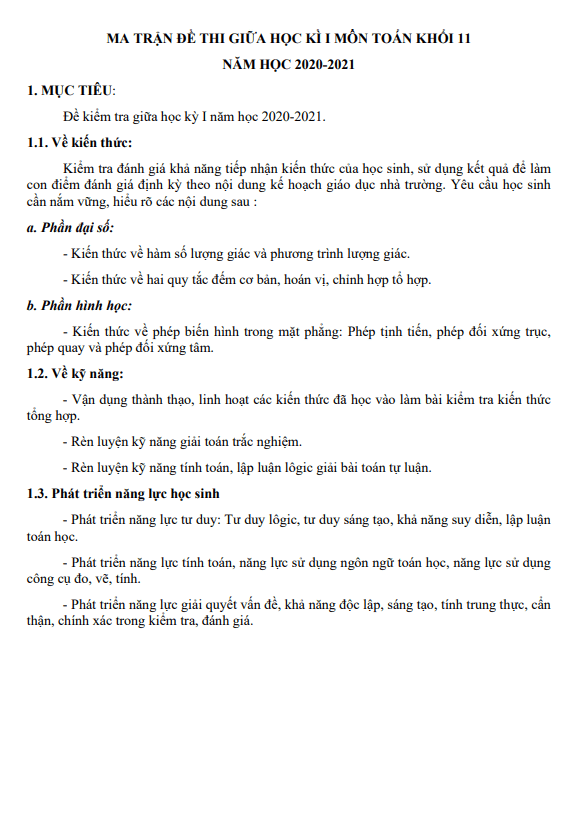 MA TRẬN ĐỀ THI GIỮA HỌC KÌ I MÔN TOÁN KHỐI 11
NĂM HỌC 2020-2021
1. MỤC TIÊU:
Đề kiểm tra giữa học kỳ I năm học 2020-2021.
1.1. Về kiến thức:
Kiểm tra đánh giá khả năng tiếp nhận kiến thức của học sinh, sử dụng kết quả để làm
con điểm đánh giá định kỳ theo nội dung kế hoạch giáo dục nhà trường. Yêu cầu học sinh
cần nắm vững, hiểu rõ các nội dung sau :
a. Phần đại số:
- Kiến thức về hàm số lượng giác và phương trình lượng giác.
- Kiến thức về hai quy tắc đếm cơ bản, hoán vị, chỉnh hợp tổ hợp.
b. Phần hình học:
- Kiến thức về phép biến hình trong mặt phẳng: Phép tịnh tiến, phép đối xứng trục,
phép quay và phép đối xứng tâm.
1.2. Về kỹ năng:
- Vận dụng thành thạo, linh hoạt các kiến thức đã học vào làm bài kiểm tra kiến thức
tổng hợp.
- Rèn luyện kỹ năng giải toán trắc nghiệm.
- Rèn luyện kỹ năng tính toán, lập luận lôgic giải bài toán tự luận.
1.3. Phát triển năng lực học sinh
- Phát triển năng lực tư duy: Tư duy lôgic, tư duy sáng tạo, khả năng suy diễn, lập luận
toán học.
- Phát triển năng lực tính toán, năng lực sử dụng ngôn ngữ toán học, năng lực sử dụng
công cụ đo, vẽ, tính.
- Phát triển năng lực giải quyết vấn đề, khả năng độc lập, sáng tạo, tính trung thực, cẩn
thận, chính xác trong kiểm tra, đánh giá.